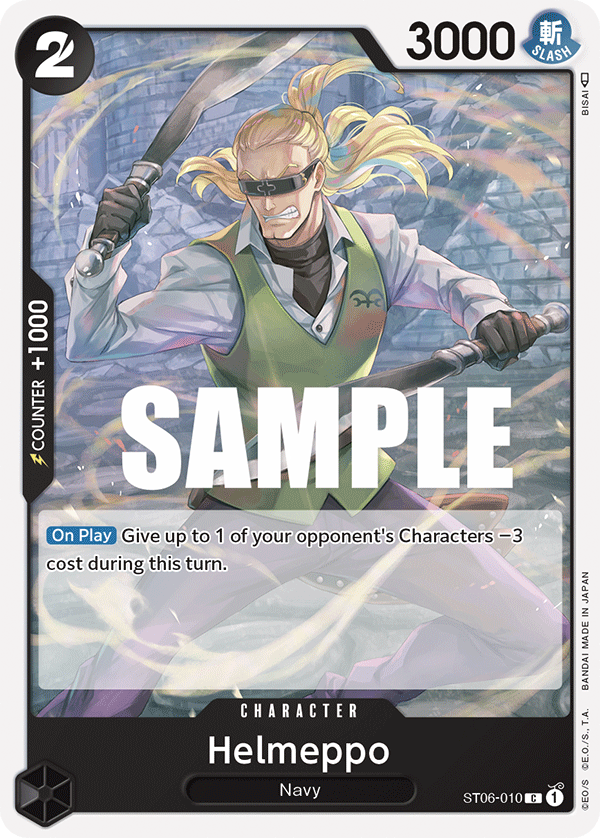 2
3000
斬
SLASH
BISAI
COUNTER +1000
SAMPLE
On Play Give up to 1 of your opponent's Characters −3
cost during this turn.
CHARACTER
Helmeppo
Navy
ST06-010 C 1
©EO/S ©E.O./S., T.A. BANDAI MADE IN JAPAN